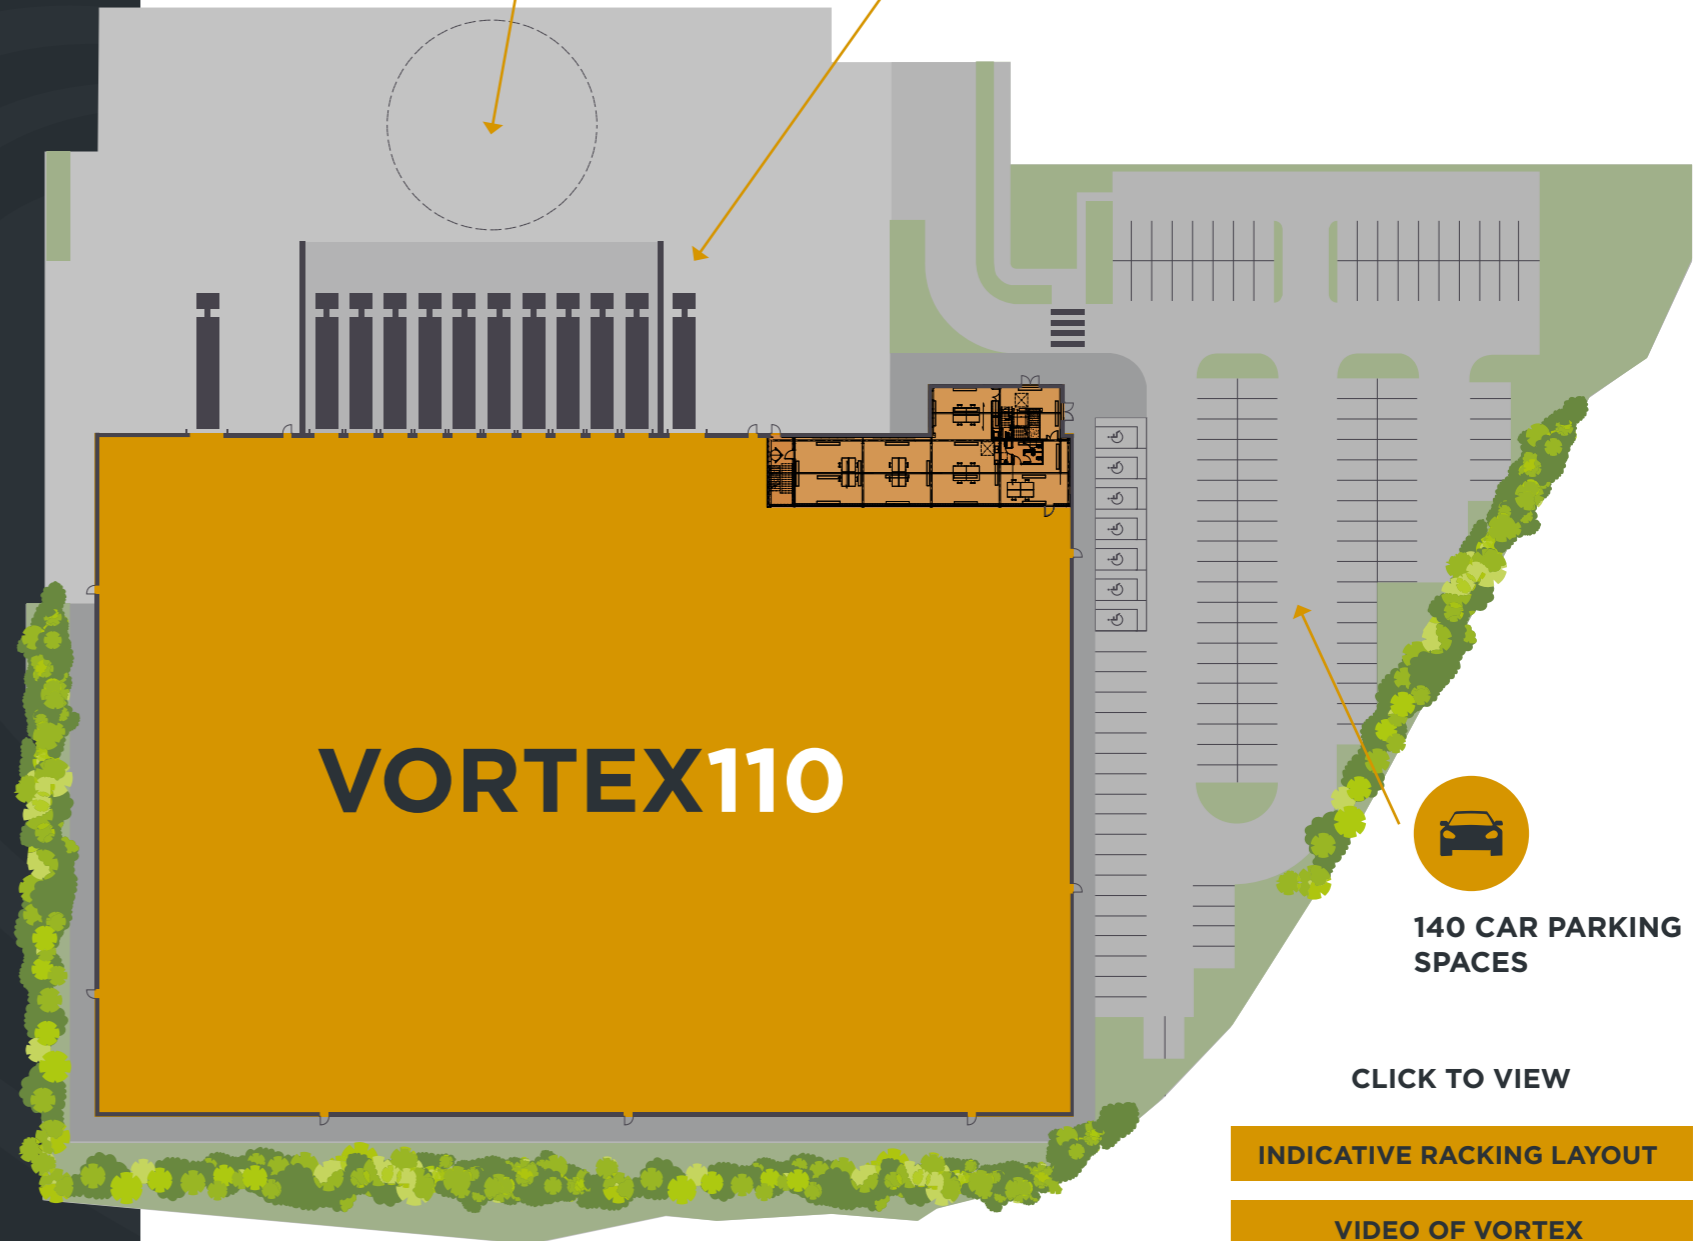 VORTEX110
140 CAR PARKING
SPACES
CLICK TO VIEW
INDICATIVE RACKING LAYOUT
VIDEO OF VORTEX